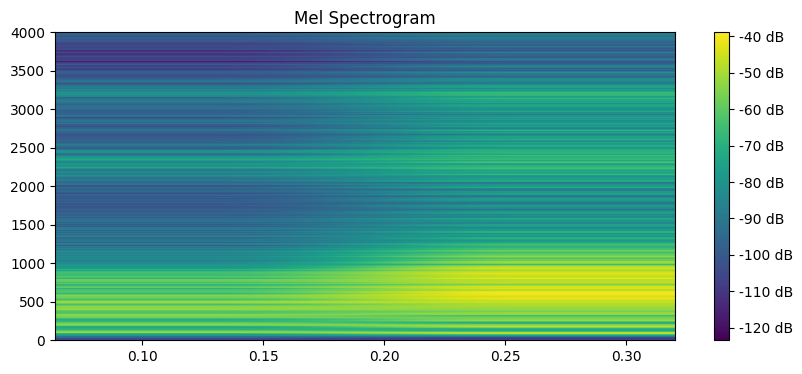 Mel Spectrogram
4000
3500
3000
2500
2000
1500
1000
500
0
0.10 0.15 0.20 0.25 0.30
-40 dB
-50 dB
-60 dB
-70 dB
-80 dB
-90 dB
-100 dB
-110 dB
-120 dB